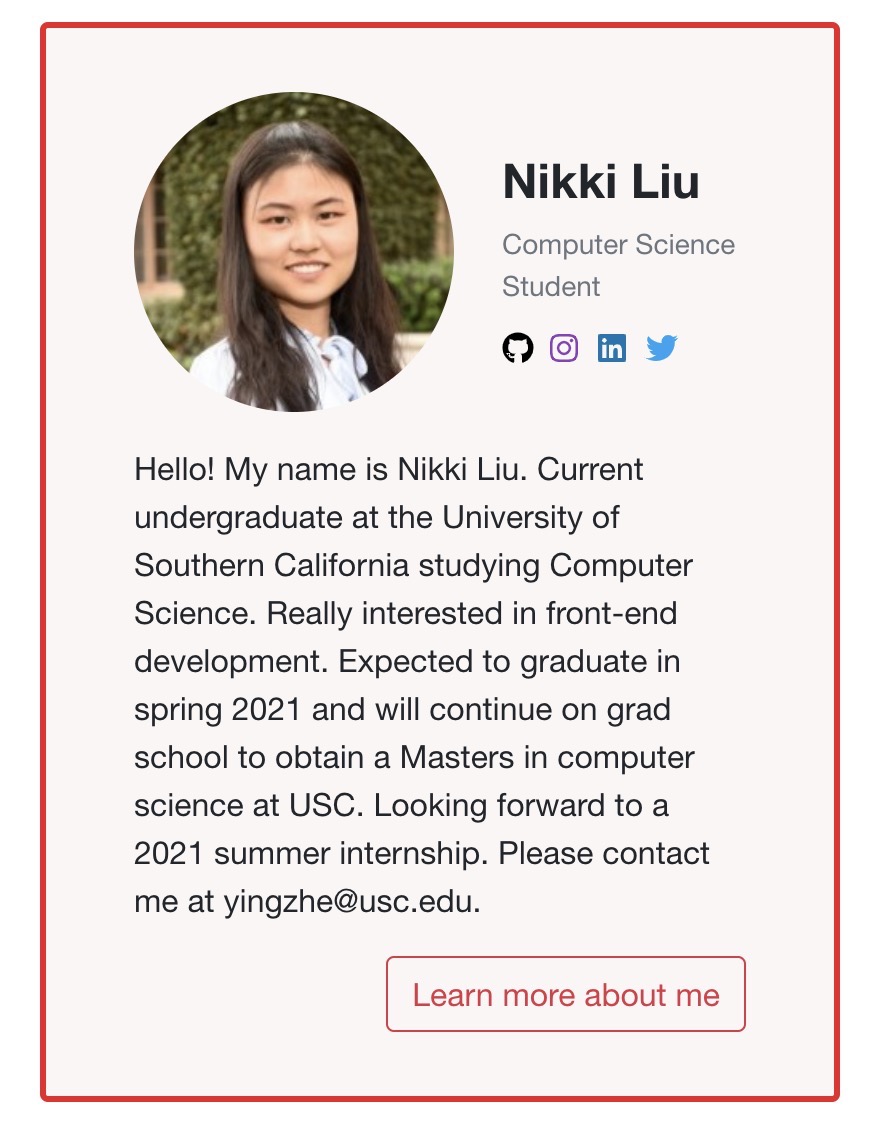 Nikki Liu
Computer Science
Student
Hello! My name is Nikki Liu. Current
undergraduate at the University of
Southern California studying Computer
Science. Really interested in front-end
development. Expected to graduate in
spring 2021 and will continue on grad
school to obtain a Masters in computer
science at USC. Looking forward to a
2021 summer internship. Please contact
me at yingzhe@usc.edu.
Learn more about me